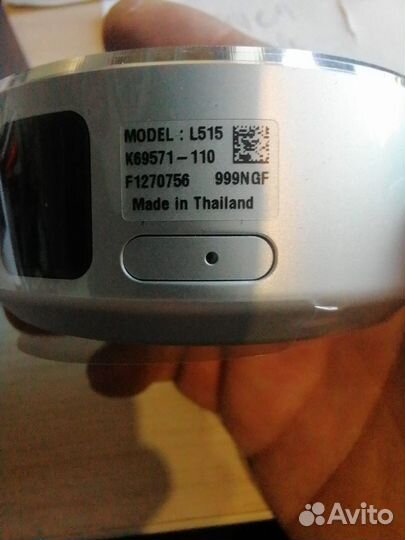 MODEL : L515
K69571-110
F1270756 999NGF
Made in Thailand
Avito